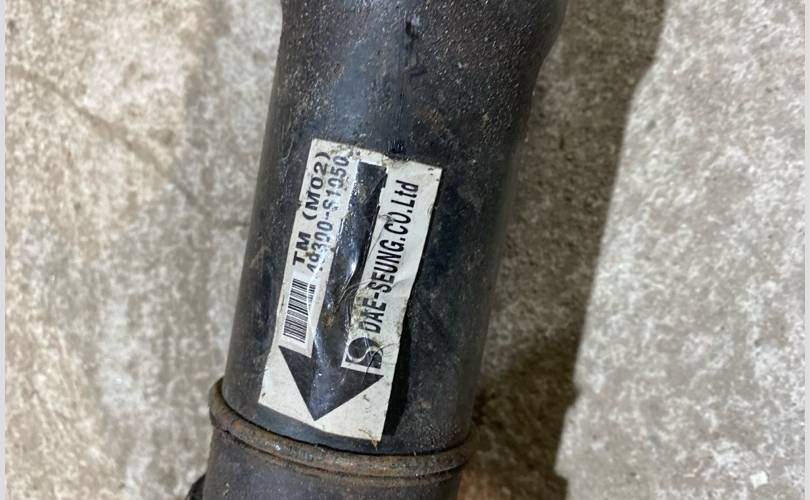 TM (M02)
49300-S1050
DAE-SEUNG.CO.Ltd